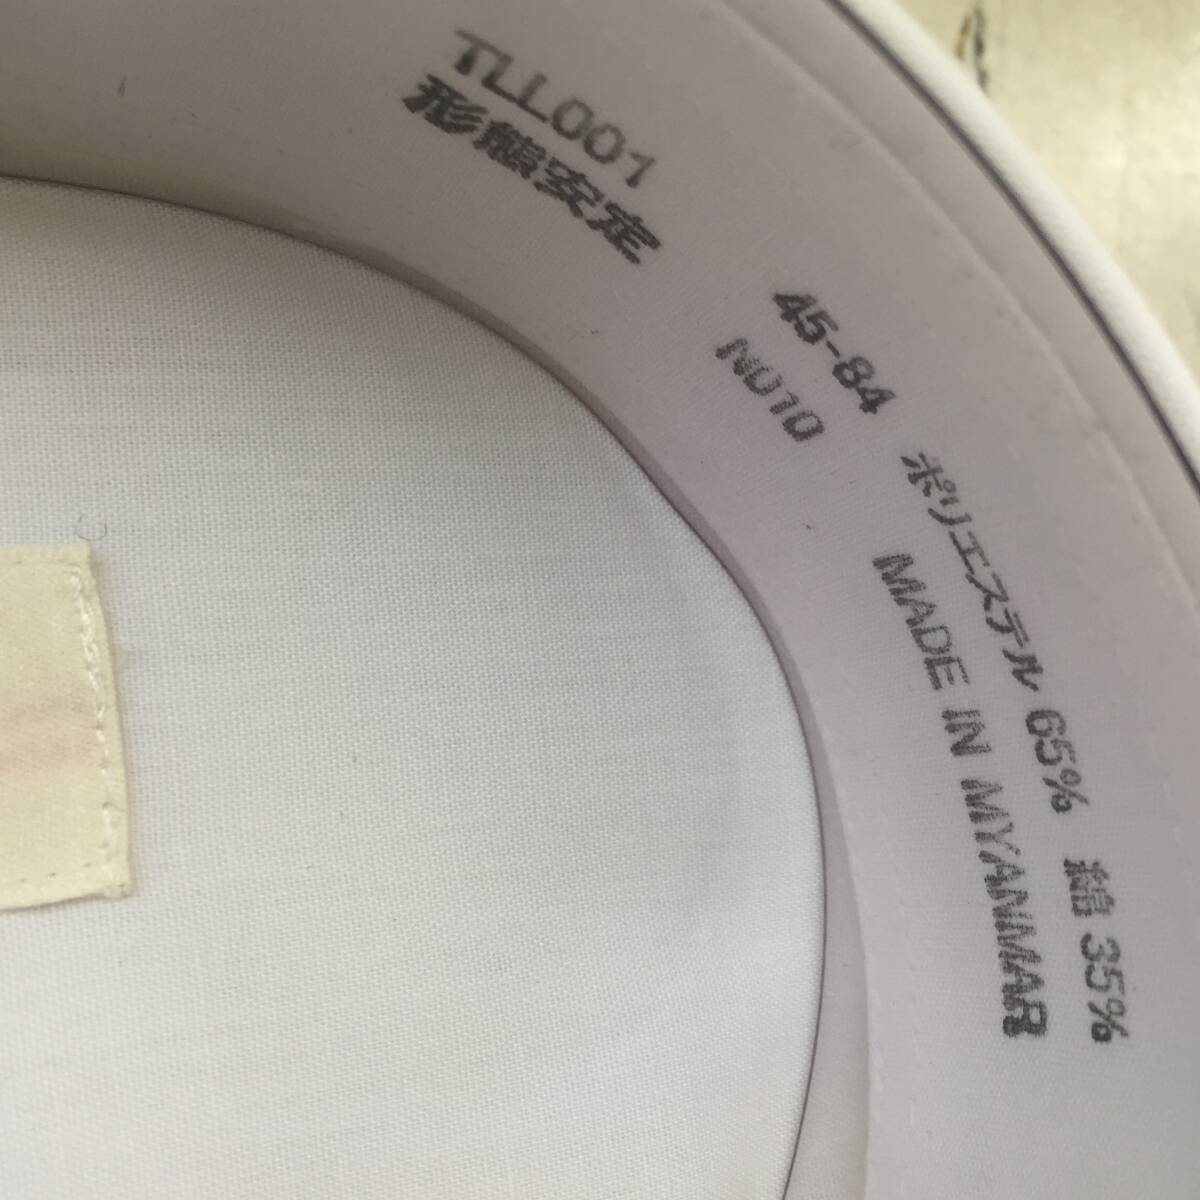 TLL001
形態安定
45-84
ND10
ポリエステル 65% 綿 35%
MADE IN MYANMAR